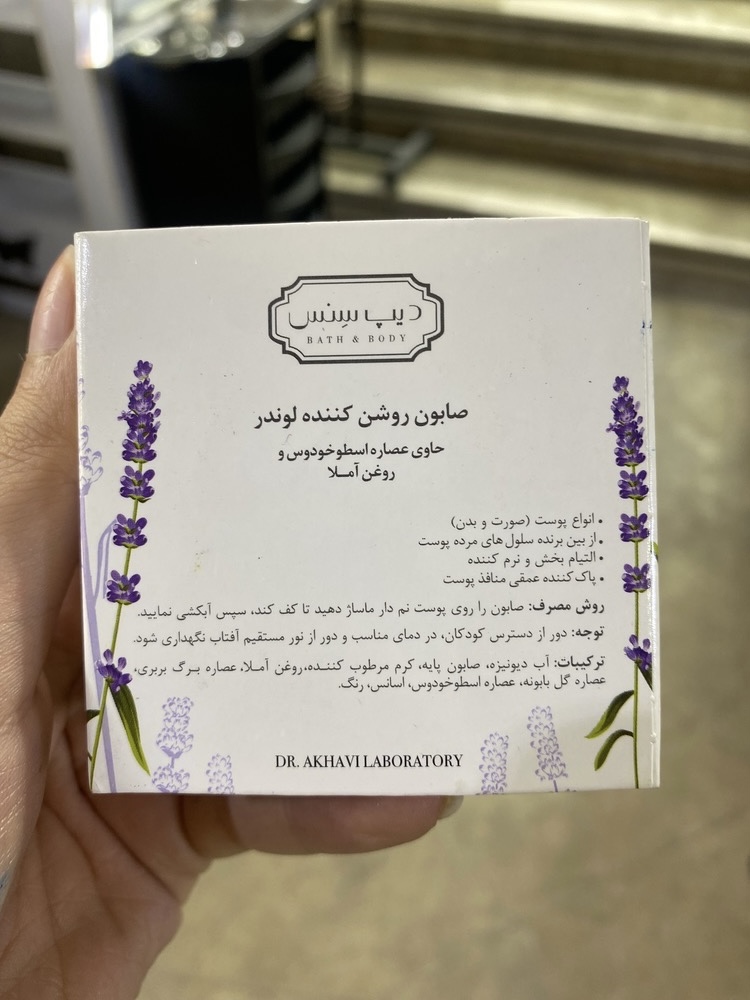 دیپ سِنس
BATH & BODY
صابون روشن کننده لوندر
حاوی عصاره اسطوخودوس و
روغن آمـلا
• انواع پوست (صورت و بدن)
• از بین برنده سلول های مرده پوست
• التیام بخش و نرم کننده
• پاک کننده عمقی منافذ پوست
روش مصرف: صابون را روی پوست نم دار ماساژ دهید تا کف کند، سپس آبکشی نمایید.
توجه: دور از دسترس کودکان، در دمای مناسب و دور از نور مستقیم آفتاب نگهداری شود.
ترکیبات: آب دیونیزه، صابون پایه، کرم مرطوب کننده،روغن آمـلا، عصاره بـرگ بربری،
عصاره گل بابونه، عصاره اسطوخودوس، اسانس، رنگ.
DR. AKHAVI LABORATORY